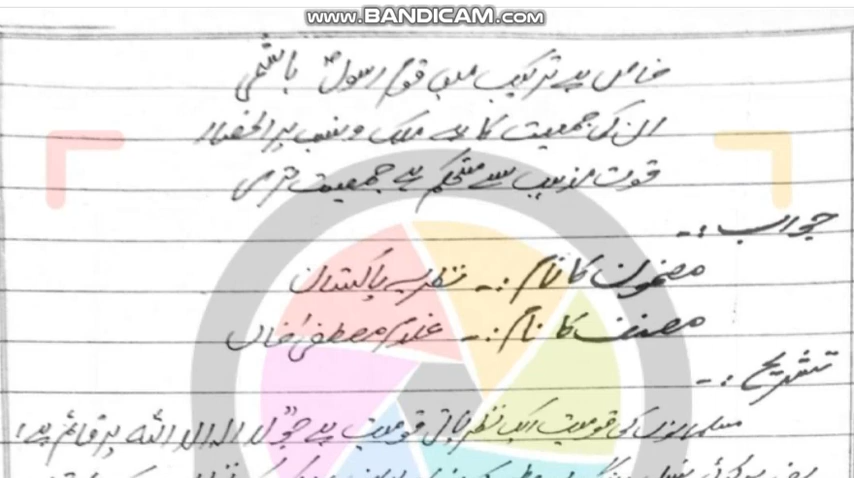 www.BANDICAM.com
خاص ہے ترکیب میں قوم رسولؐ ہاشمی
ان کی جمعیت کا ہے ملک و نسب پر انحصار
قوت مذہب سے مستحکم ہے جمعیت تری
جواب :-
مضمون کا نام :- نظریہ پاکستان
مصنف کا نام :- غلام مصطفیٰ خاں
تشریح :-
مسلمانوں کی قومیت ایک نظریاتی قومیت ہے جو لا الہ الا اللہ پر قائم ہے